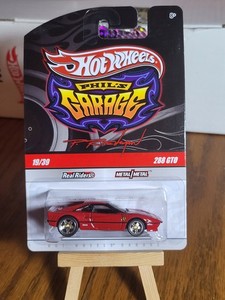 Hot Wheels
PHIL'S
GARAGE
19/39
288 GTO
Real Riders
METAL/METAL